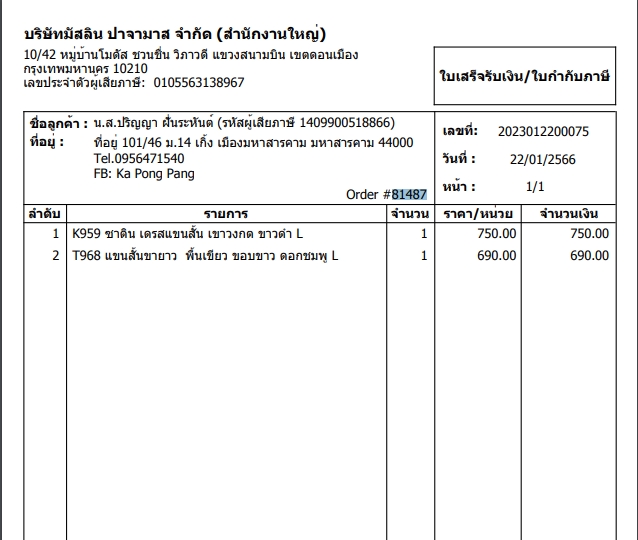 บริษัทมัสลิน ปาจามาส จำกัด (สำนักงานใหญ่)
10/42 หมู่บ้านโมดัส ชวนชื่น วิภาวดี แขวงสนามบิน เขตดอนเมือง
กรุงเทพมหานคร 10210
เลขประจำตัวผู้เสียภาษี: 0105563138967
ใบเสร็จรับเงิน/ใบกำกับภาษี
ชื่อลูกค้า : น.ส.ปริญญา ฝั่นระหันต์ (รหัสผู้เสียภาษี 1409900518866)
ที่อยู่ : ที่อยู่ 101/46 ม.14 เกิ้ง เมืองมหาสารคาม มหาสารคาม 44000
Tel.0956471540
FB: Ka Pong Pang
Order #81487
เลขที่: 2023012200075
วันที่ : 22/01/2566
หน้า : 1/1
ลำดับ รายการ จำนวน ราคา/หน่วย จำนวนเงิน
1 K959 ซาติน เดรสแขนสั้น เขาวงกต ขาวดำ L 1 750.00 750.00
2 T968 แขนสั้นขายาว พื้นเขียว ขอบขาว ดอกชมพู L 1 690.00 690.00